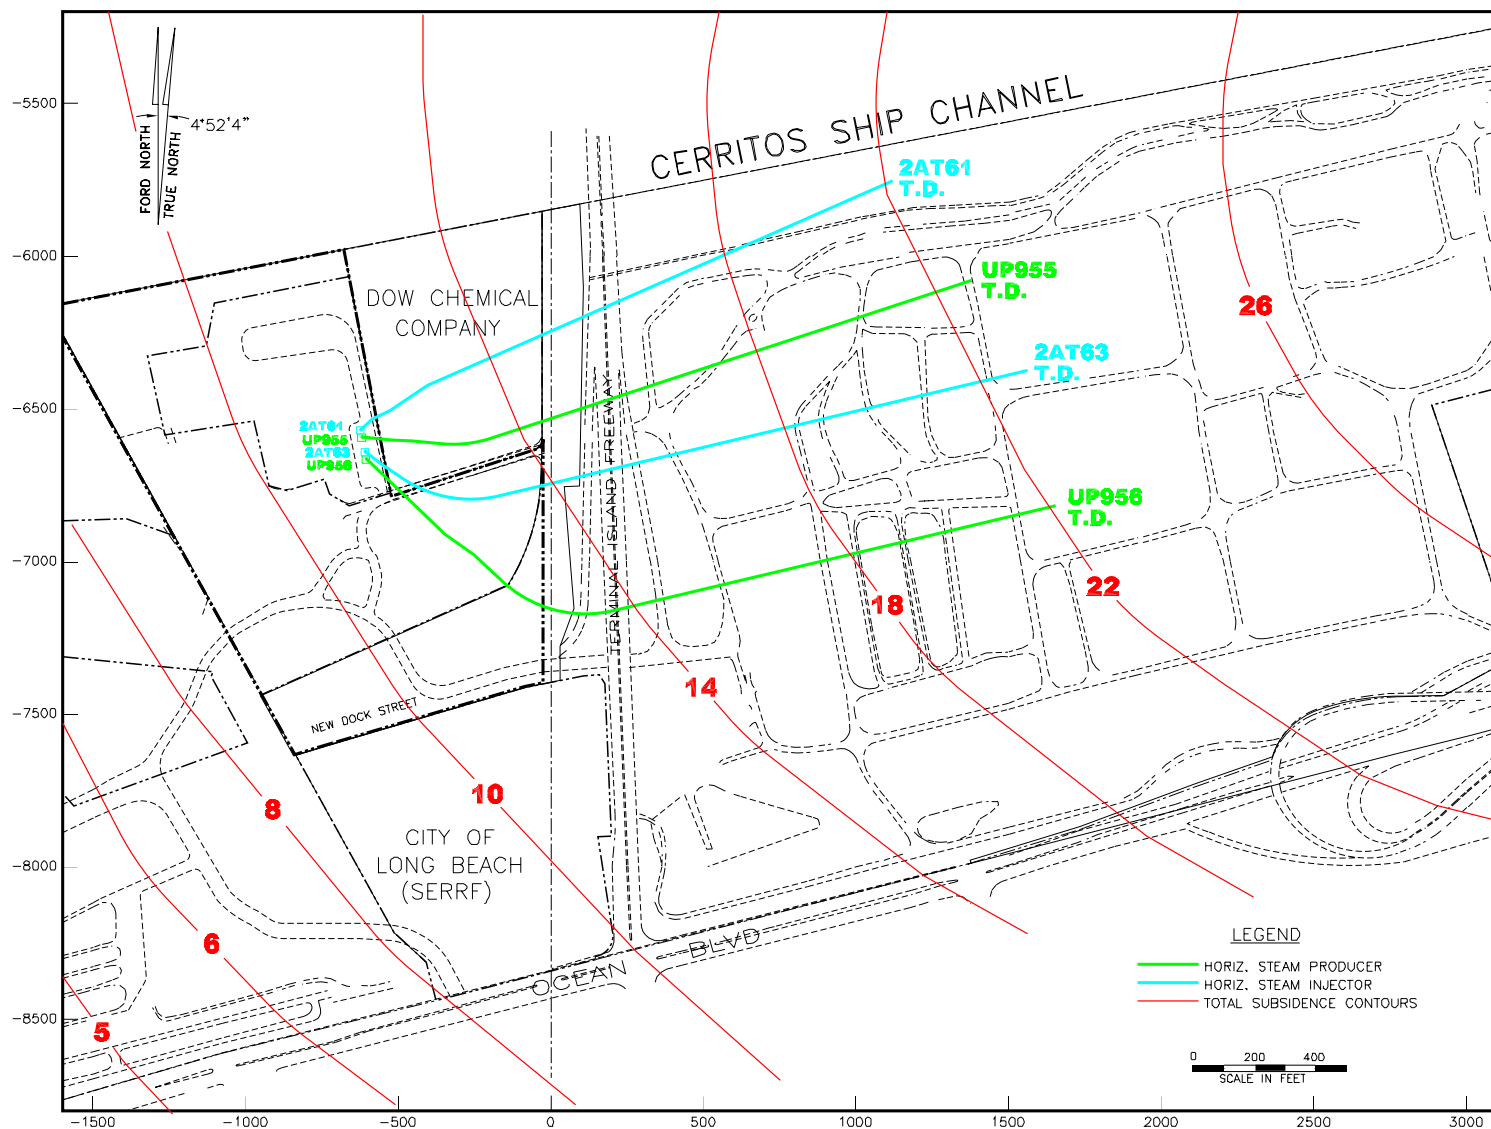 -5500
-6000
-6500
-7000
-7500
-8000
-8500
-1500
-1000
-500
0
500
1000
1500
2000
2500
3000
FORD NORTH
TRUE NORTH
4°52'4"
CERRITOS SHIP CHANNEL
2AT61
T.D.
UP955
T.D.
2AT63
T.D.
UP956
T.D.
DOW CHEMICAL
COMPANY
2AT61
UP955
2AT63
UP956
TERMINAL ISLAND FREEWAY
26
22
18
14
10
8
6
5
NEW DOCK STREET
CITY OF
LONG BEACH
(SERRF)
OCEAN BLVD
LEGEND
HORIZ. STEAM PRODUCER
HORIZ. STEAM INJECTOR
TOTAL SUBSIDENCE CONTOURS
0 200 400
SCALE IN FEET